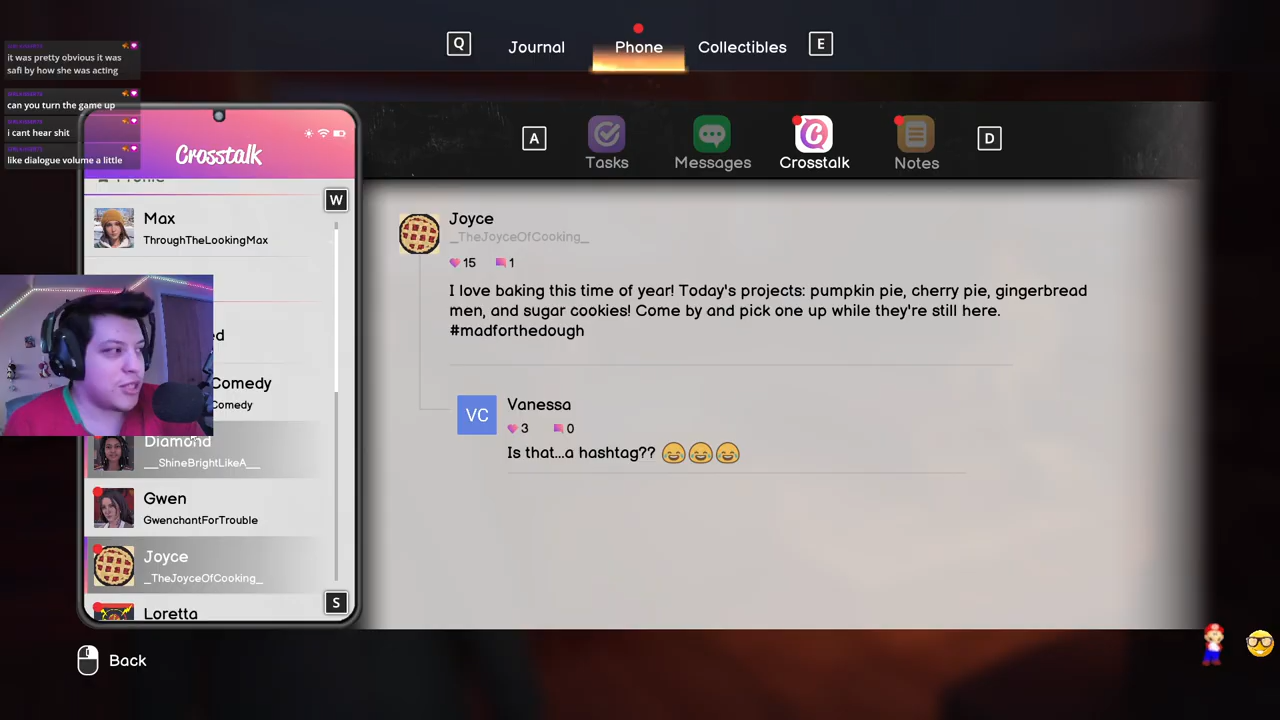 Q
Journal
Phone
Collectibles
E
it was pretty obvious it was
safi by how she was acting
can you turn the game up
i cant hear shit
like dialogue volume a little
Crosstalk
W
Max
ThroughTheLookingMax
ed
Comedy
Comedy
Diamond
__ShineBrightLikeA__
Gwen
GwenchantForTrouble
Joyce
_TheJoyceOfCooking_
Loretta
S
A
Tasks
Messages
Crosstalk
Notes
D
Joyce
_TheJoyceOfCooking_
15
1
I love baking this time of year! Today's projects: pumpkin pie, cherry pie, gingerbread
men, and sugar cookies! Come by and pick one up while they're still here.
#madforthedough
VC
Vanessa
3
0
Is that...a hashtag?? 😂😂😂
Back